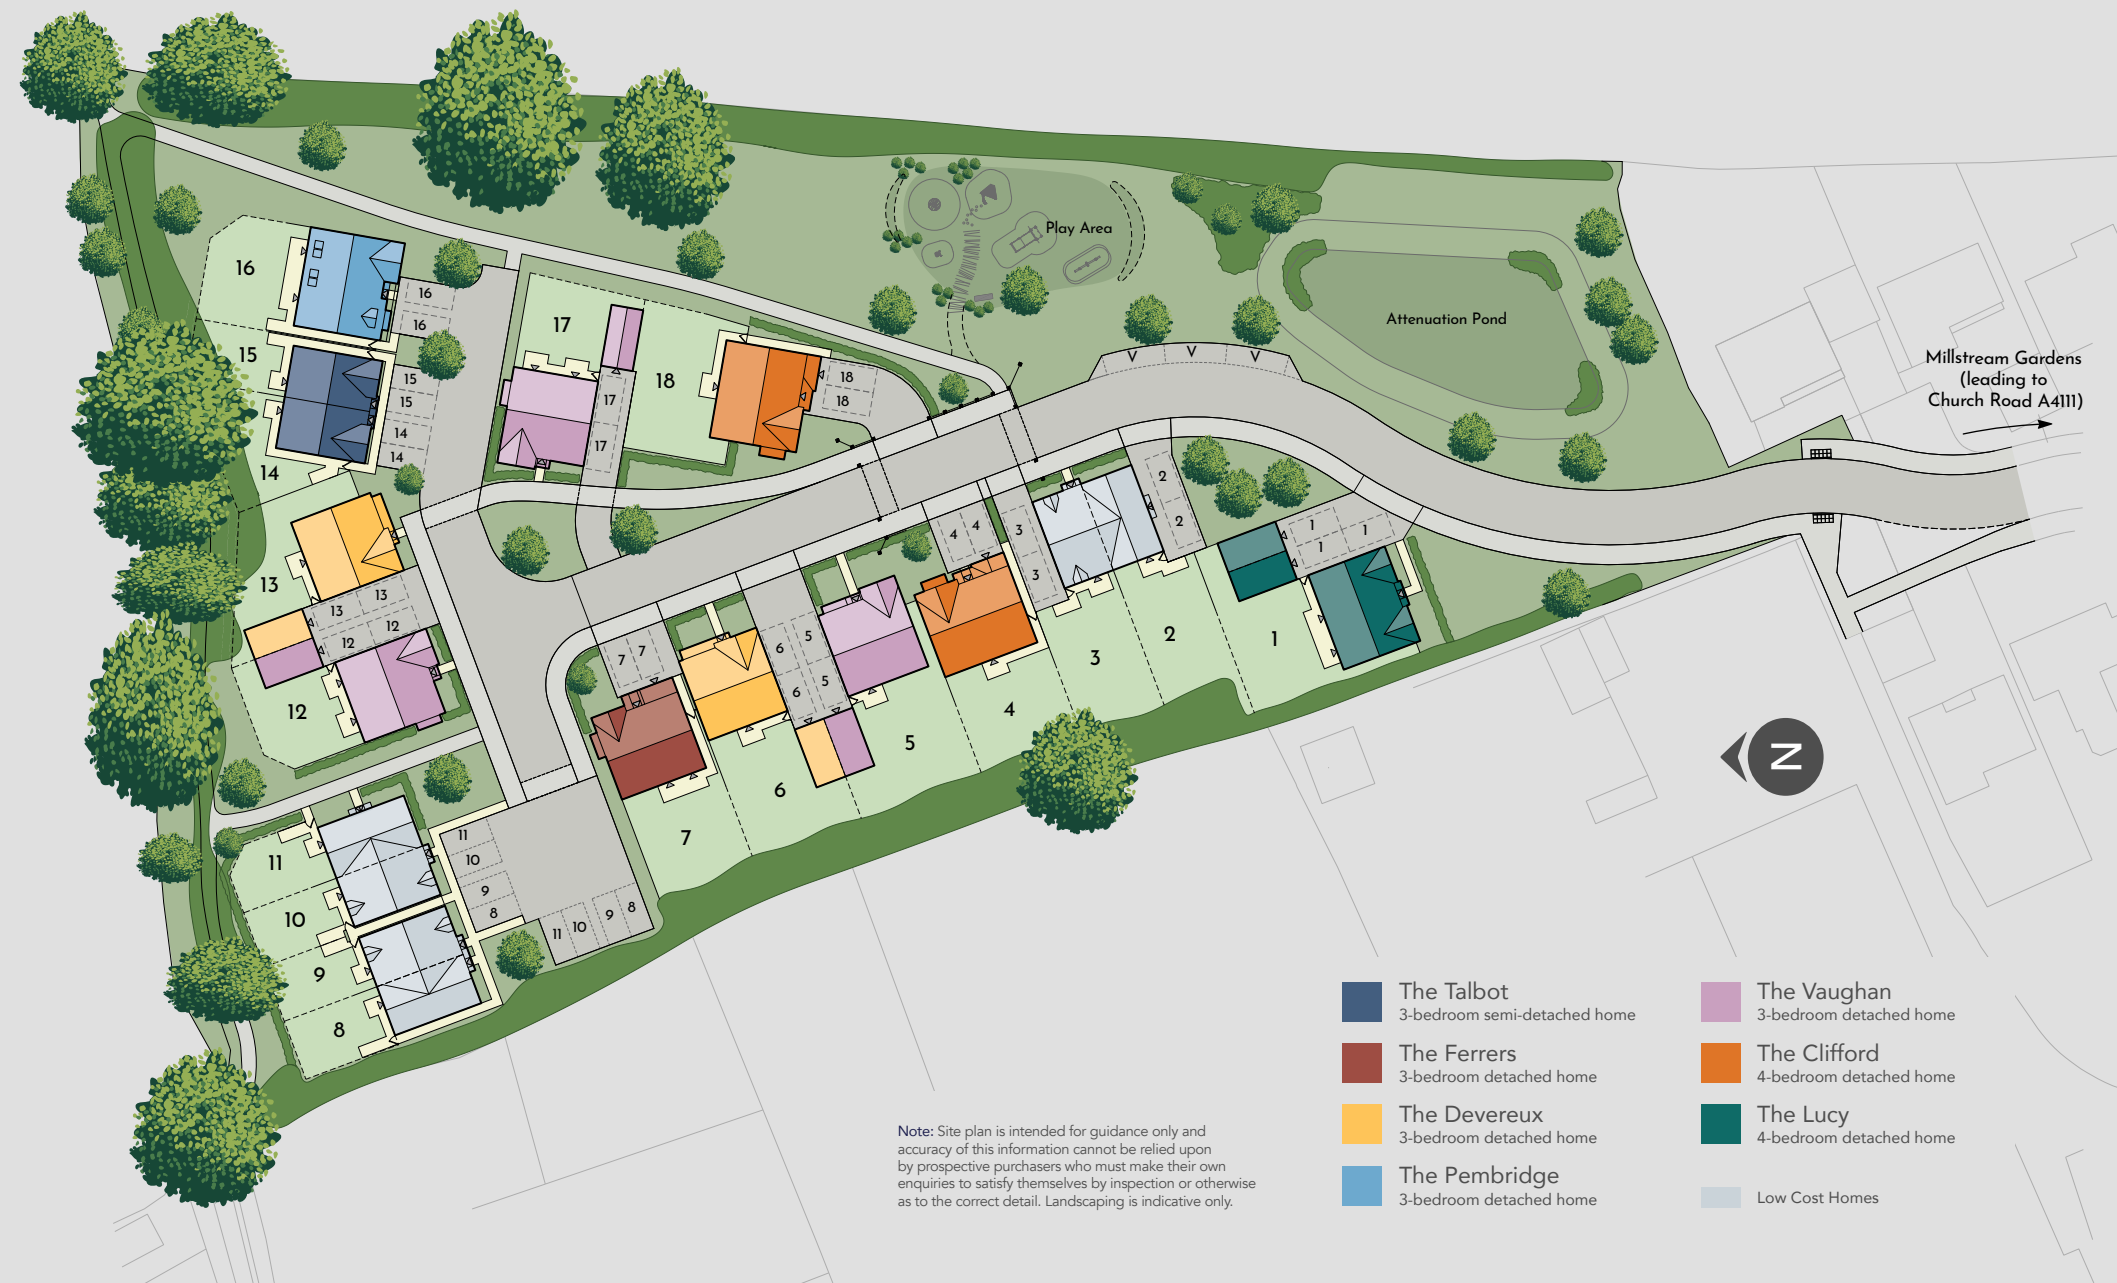 Play Area
Attenuation Pond
Millstream Gardens
(leading to
Church Road A4111)
16
16
16
15
15
15
14
14
14
17
17
17
18
18
18
V
V
V
13
13
13
12
12
12
11
10
9
8
11
10
9
8
11
10
9
8
7
7
7
6
6
6
5
5
5
4
4
4
3
3
3
2
2
2
1
1
1
1
N
The Talbot
3-bedroom semi-detached home
The Ferrers
3-bedroom detached home
The Devereux
3-bedroom detached home
The Pembridge
3-bedroom detached home
The Vaughan
3-bedroom detached home
The Clifford
4-bedroom detached home
The Lucy
4-bedroom detached home
Low Cost Homes
Note: Site plan is intended for guidance only and
accuracy of this information cannot be relied upon
by prospective purchasers who must make their own
enquiries to satisfy themselves by inspection or otherwise
as to the correct detail. Landscaping is indicative only.